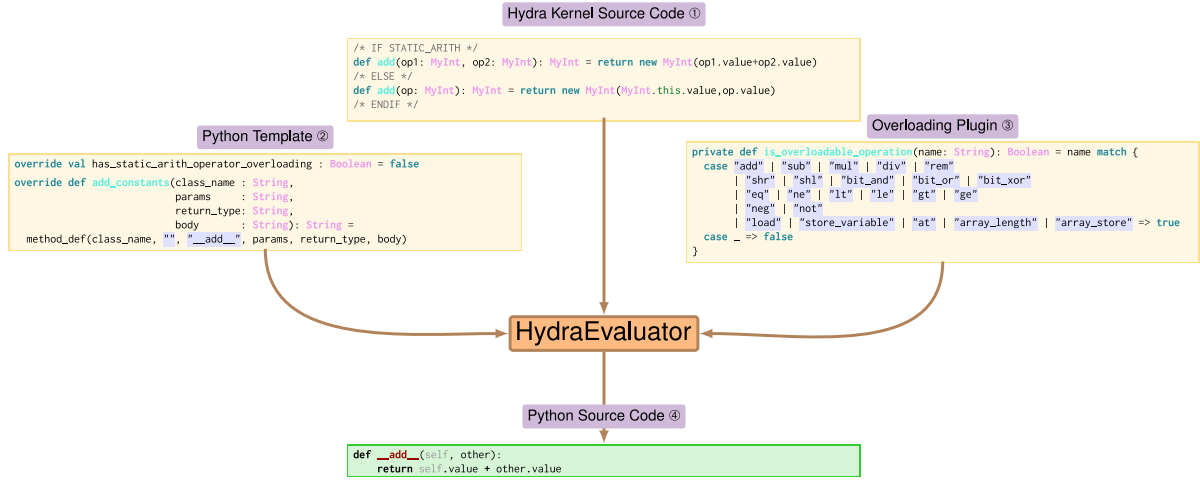 Hydra Kernel Source Code ①
/* IF STATIC_ARITH */
def add(op1: MyInt, op2: MyInt): MyInt = return new MyInt(op1.value+op2.value)
/* ELSE */
def add(op: MyInt): MyInt = return new MyInt(MyInt.this.value,op.value)
/* ENDIF */
Python Template ②
override val has_static_arith_operator_overloading : Boolean = false
override def add_constants(class_name : String,
params : String,
return_type: String,
body : String): String =
method_def(class_name, "", "__add__", params, return_type, body)
Overloading Plugin ③
private def is_overloadable_operation(name: String): Boolean = name match {
case "add" | "sub" | "mul" | "div" | "rem"
| "shr" | "shl" | "bit_and" | "bit_or" | "bit_xor"
| "eq" | "ne" | "lt" | "le" | "gt" | "ge"
| "neg" | "not"
| "load" | "store_variable" | "at" | "array_length" | "array_store" => true
case _ => false
}
HydraEvaluator
Python Source Code ④
def __add__(self, other):
return self.value + other.value